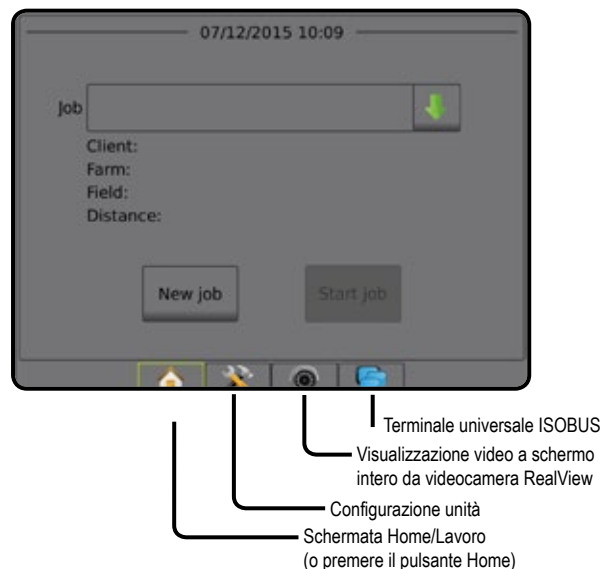 07/12/2015 10:09
Job
Client:
Farm:
Field:
Distance:
New job
Start job
Terminale universale ISOBUS
Visualizzazione video a schermo
intero da videocamera RealView
Configurazione unità
Schermata Home/Lavoro
(o premere il pulsante Home)